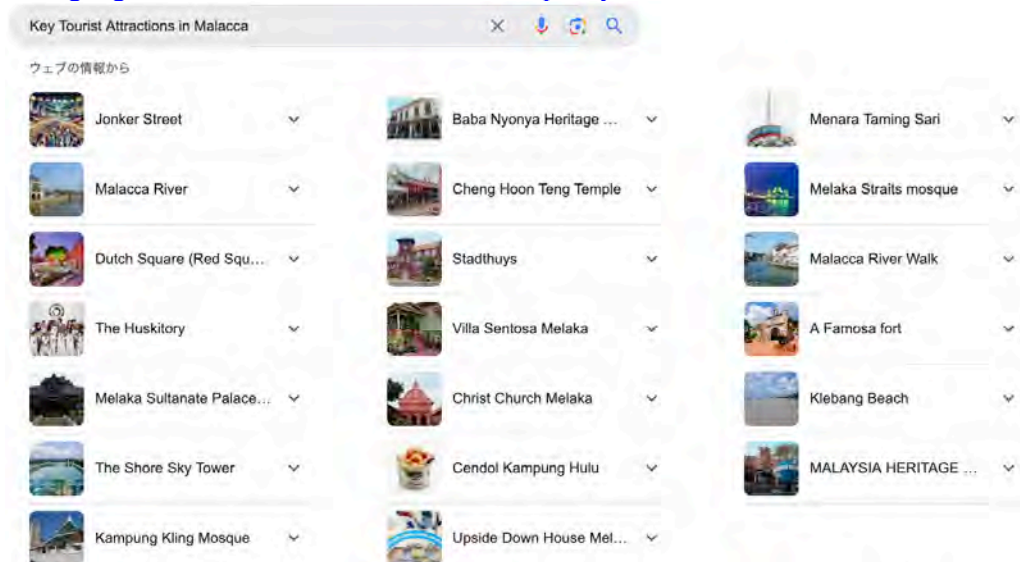 Key Tourist Attractions in Malacca
ウェブの情報から
Jonker Street
Baba Nyonya Heritage ...
Menara Taming Sari
Malacca River
Cheng Hoon Teng Temple
Melaka Straits mosque
Dutch Square (Red Squ...
Stadthuys
Malacca River Walk
The Huskitory
Villa Sentosa Melaka
A Famosa fort
Melaka Sultanate Palace...
Christ Church Melaka
Klebang Beach
The Shore Sky Tower
Cendol Kampung Hulu
MALAYSIA HERITAGE ...
Kampung Kling Mosque
Upside Down House Mel...